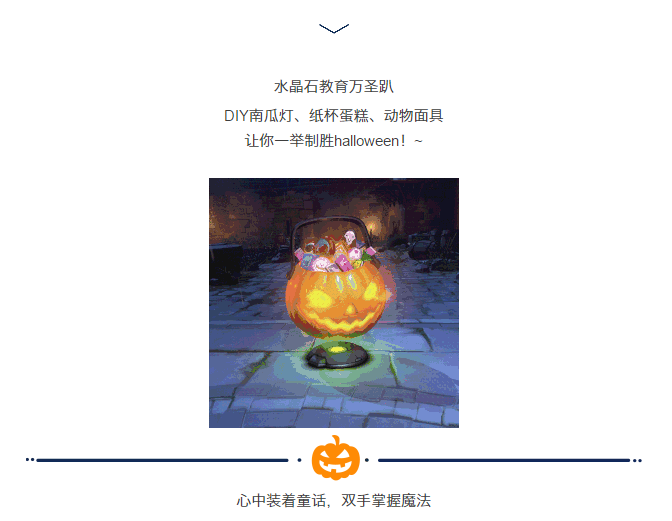 水晶石教育万圣趴
DIY南瓜灯、纸杯蛋糕、动物面具
让你一举制胜halloween！~
心中装着童话，双手掌握魔法